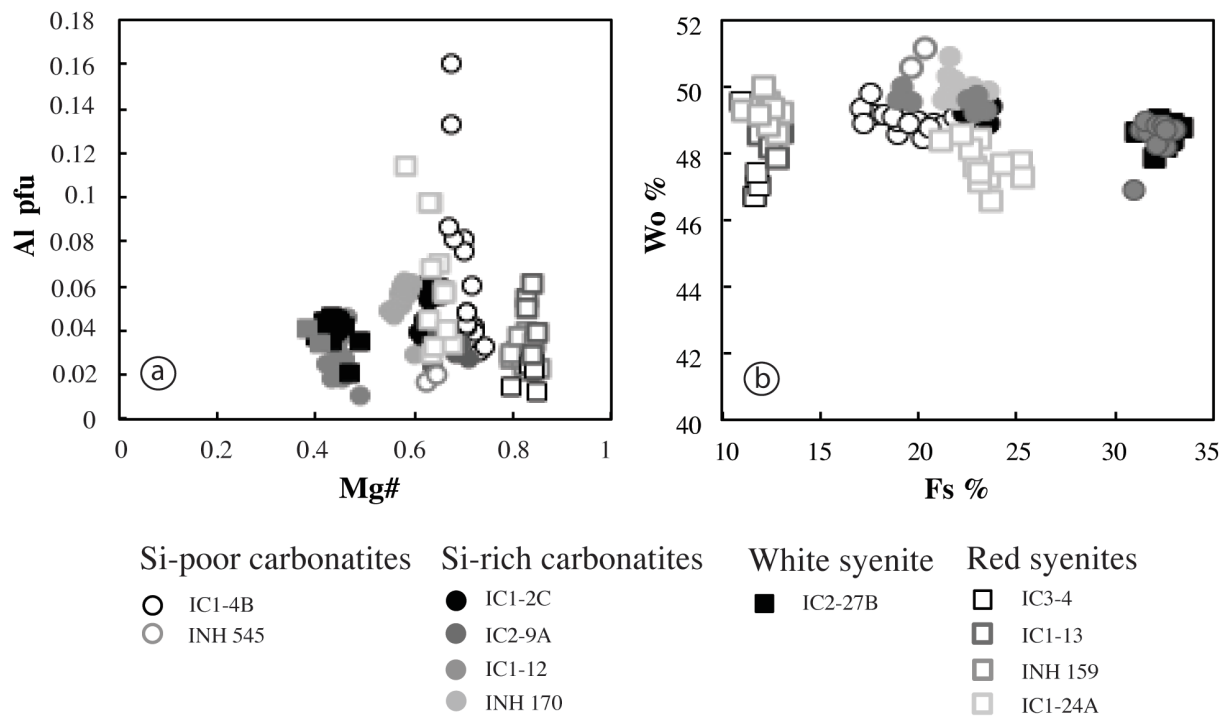 0.18
0.16
0.14
0.12
0.10
0.08
0.06
0.04
0.02
0
Al pfu
a
0 0.2 0.4 0.6 0.8 1
Mg#
52
50
48
46
44
42
40
Wo %
b
10 15 20 25 30 35
Fs %
Si-poor carbonatites
IC1-4B
INH 545
Si-rich carbonatites
IC1-2C
IC2-9A
IC1-12
INH 170
White syenite
IC2-27B
Red syenites
IC3-4
IC1-13
INH 159
IC1-24A